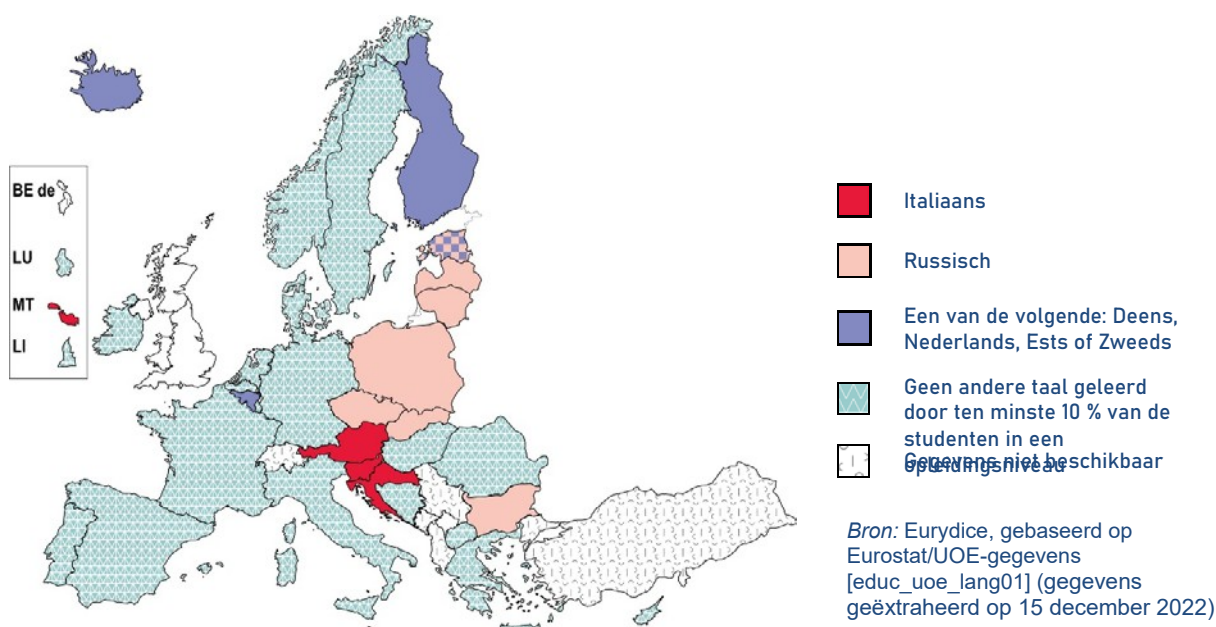 BE de
LU
MT
LI
Italiaans
Russisch
Een van de volgende: Deens,
Nederlands, Ests of Zweeds
Geen andere taal geleerd
door ten minste 10 % van de
studenten in een
opleidingsniveau
Gegevens niet beschikbaar
Bron: Eurydice, gebaseerd op
Eurostat/UOE-gegevens
[educ_uoe_lang01] (gegevens
geëxtraheerd op 15 december 2022)